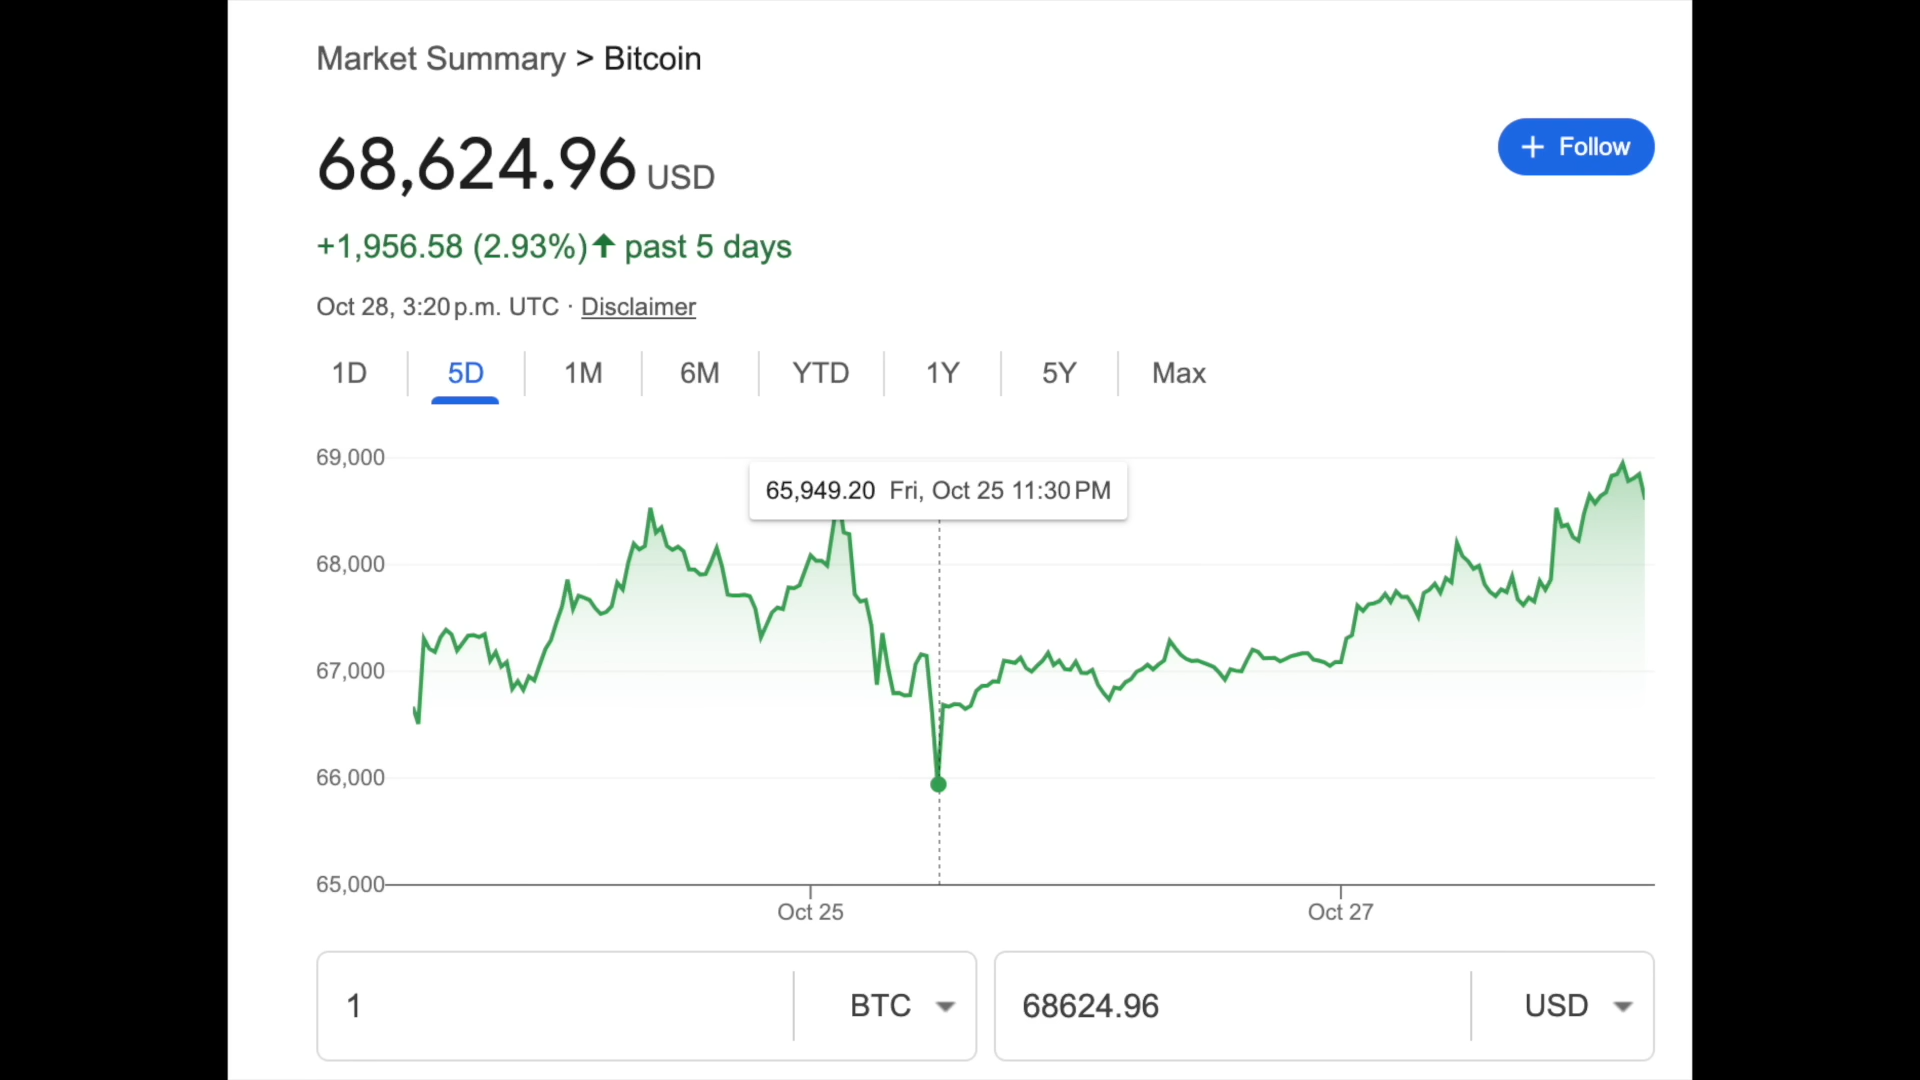 Market Summary > Bitcoin
68,624.96 USD
+ Follow
+1,956.58 (2.93%) past 5 days
Oct 28, 3:20 p.m. UTC · Disclaimer
1D 5D 1M 6M YTD 1Y 5Y Max
69,000
65,949.20 Fri, Oct 25 11:30 PM
68,000
67,000
66,000
65,000
Oct 25 Oct 27
1 BTC 68624.96 USD